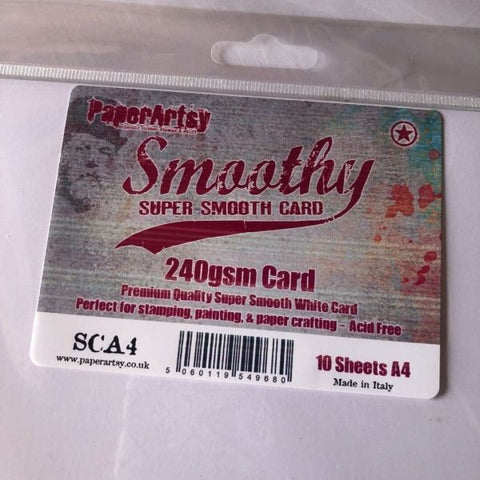 PaperArtsy
Smoothy
SUPER SMOOTH CARD
240gsm Card
Premium Quality Super Smooth White Card
Perfect for stamping, painting, & paper crafting - Acid Free
SCA4
www.paperartsy.co.uk
5 060119 549680
10 Sheets A4
Made in Italy